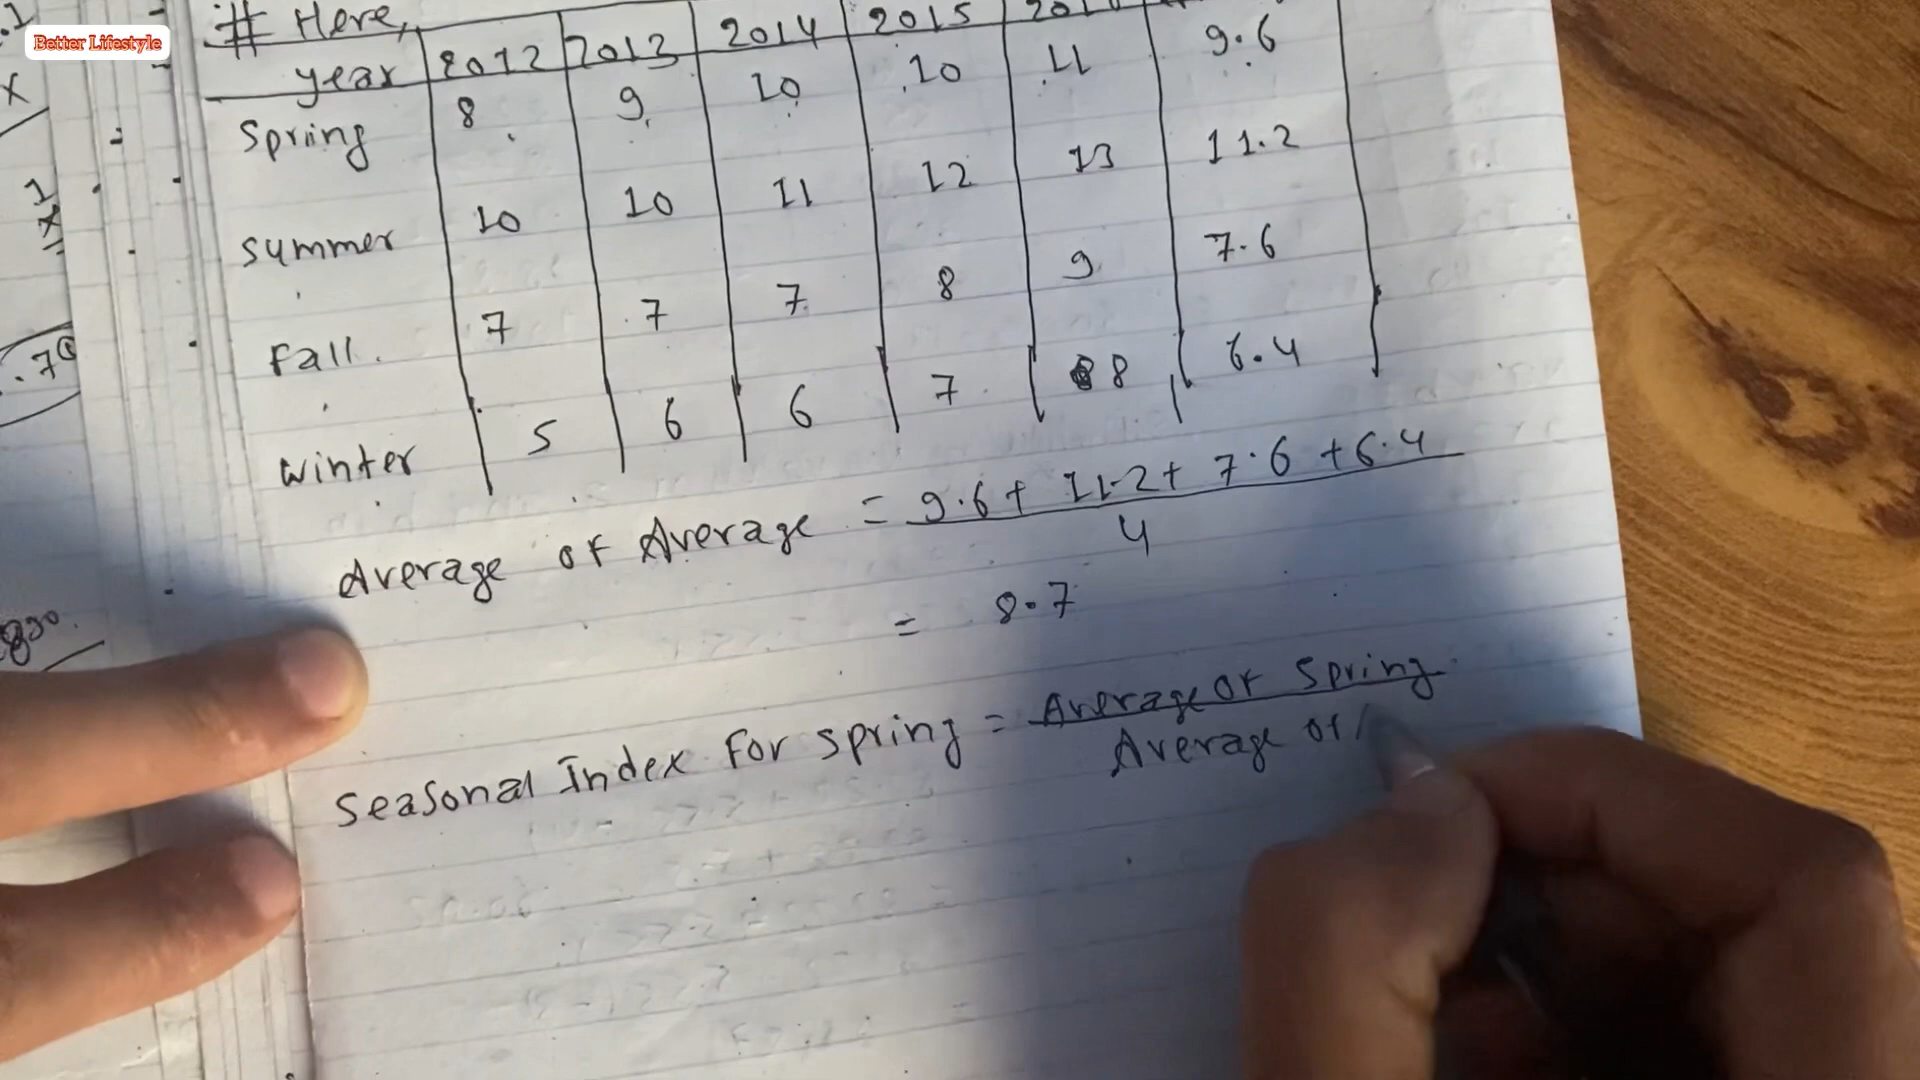 Better Lifestyle
# Here,
year 2012 2013 2014 2015
Spring 8 9 10 10 11 9.6
Summer 10 10 11 12 13 11.2
Fall. 7 7 7 8 9 7.6
Winter 5 6 6 7 8 6.4
Average of Average = 9.6 + 11.2 + 7.6 + 6.4
4
= 8.7
Seasonal Index For Spring = Average of Spring
Average of